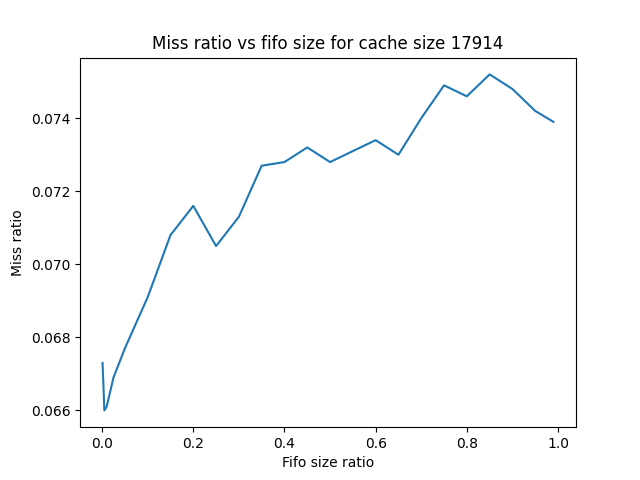 Miss ratio vs fifo size for cache size 17914
0.074
0.072
0.070
0.068
0.066
Miss ratio
0.0 0.2 0.4 0.6 0.8 1.0
Fifo size ratio